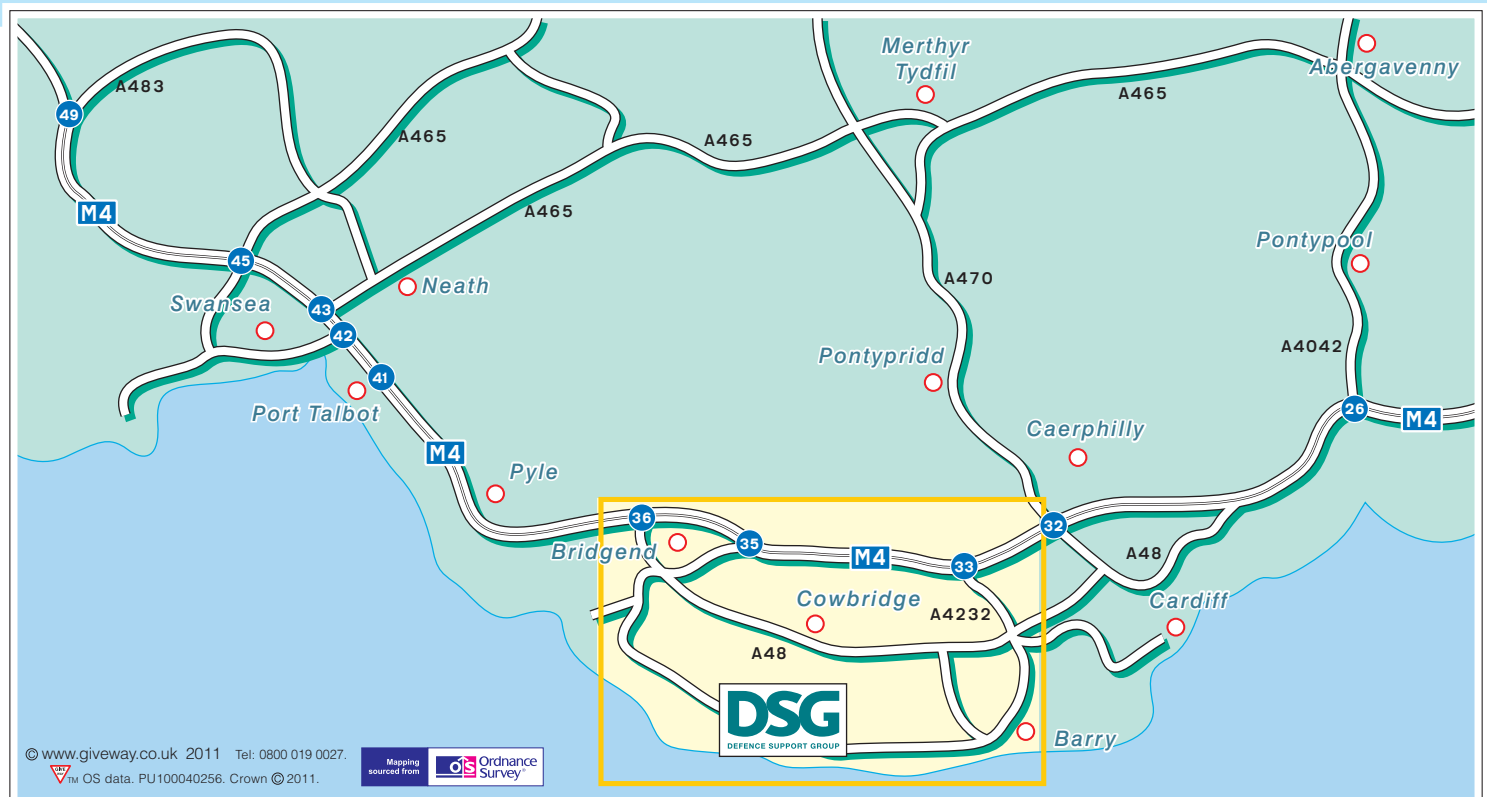 Merthyr
Tydfil
Abergavenny
A483
A465
49
A465
A465
A465
M4
Pontypool
45
A470
Neath
Swansea
43
42
A4042
Pontypridd
41
Port Talbot
26
M4
Caerphilly
M4
Pyle
36
32
Bridgend
35
M4
33
A48
Cowbridge
A4232
Cardiff
A48
DSG
DEFENCE SUPPORT GROUP
Barry
© www.giveway.co.uk 2011 Tel: 0800 019 0027.
GIVE WAY TM OS data. PU100040256. Crown © 2011.
Mapping
sourced from
OS Ordnance
Survey®